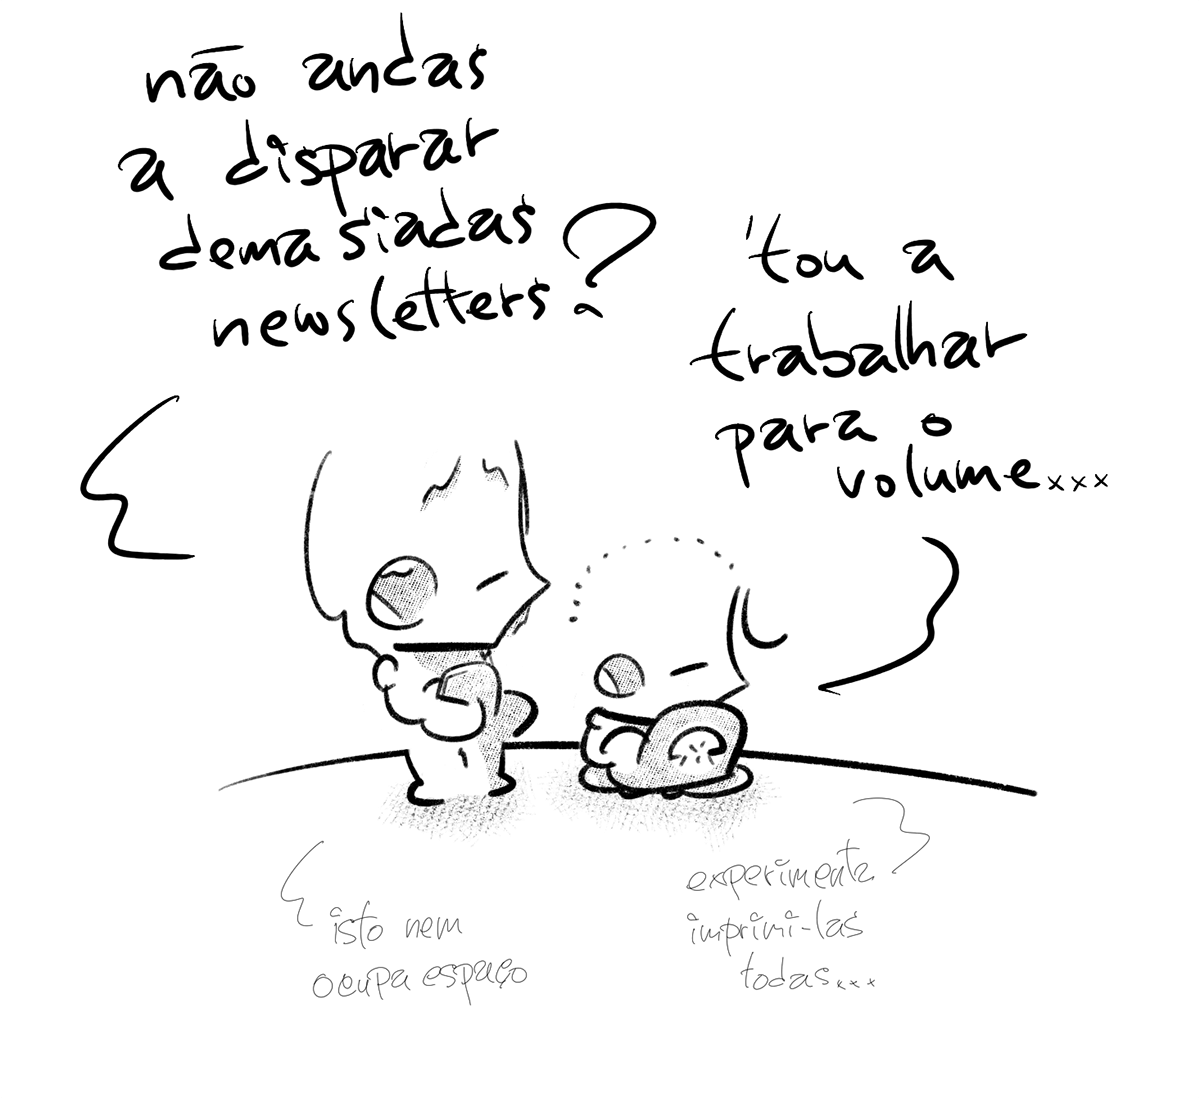 não andas
a disparar
demasiadas
newsletters?
'tou a
trabalhar
para o
volume...
isto nem
ocupa espaço
experimenta
imprimi-las
todas...